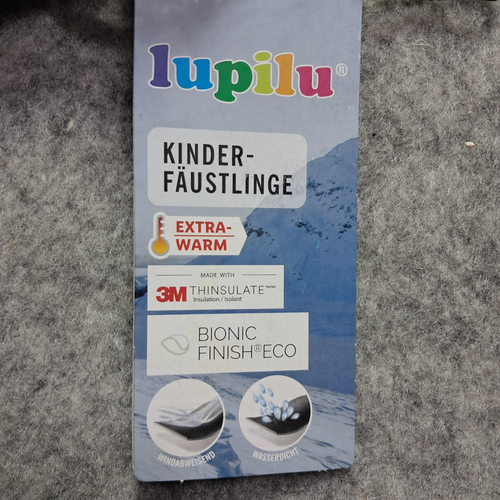 lupilu®
KINDER-
FÄUSTLINGE
EXTRA-
WARM
MADE WITH
3M THINSULATE
Insulation / Isolant
BIONIC
FINISH®ECO
WINDABWEISEND
WASSERDICHT